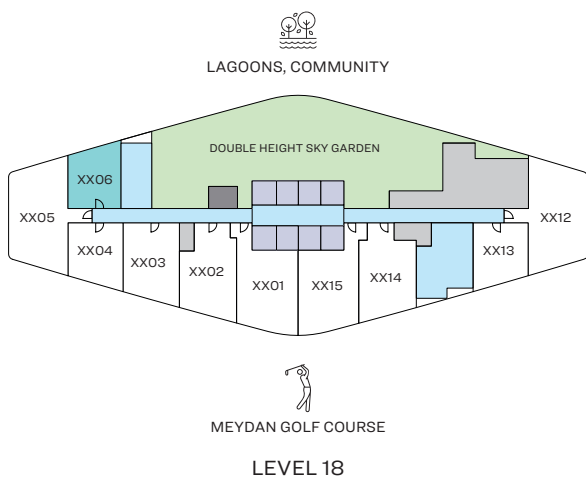 LAGOONS, COMMUNITY
DOUBLE HEIGHT SKY GARDEN
XX06
XX05
XX12
XX04
XX03
XX02
XX01
XX15
XX14
XX13
MEYDAN GOLF COURSE
LEVEL 18